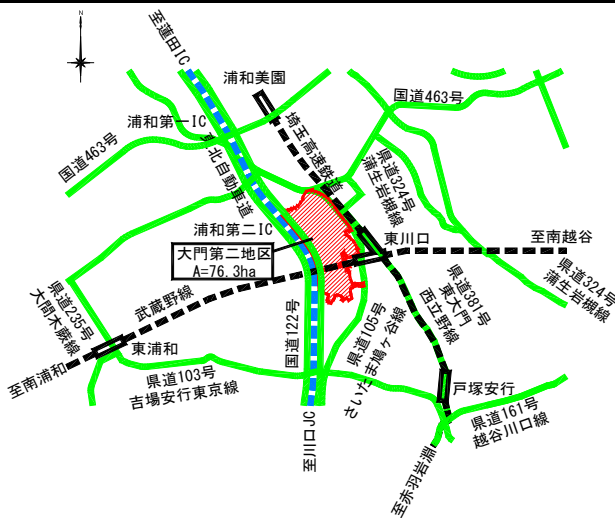 N
至蓮田IC
浦和美園
国道463号
浦和第一IC
埼玉高速鉄道
国道463号
東北自動車道
県道324号
蒲生岩槻線
浦和第二IC
大門第二地区
A=76.3ha
東川口
至南越谷
県道324号
蒲生岩槻線
県道235号
大間木蕨線
武蔵野線
国道122号
県道105号
さいたま鳩ヶ谷線
県道381号
東大門
西立野線
東浦和
至南浦和
県道103号
吉場安行東京線
戸塚安行
県道161号
越谷川口線
至川口JC
至赤羽岩淵